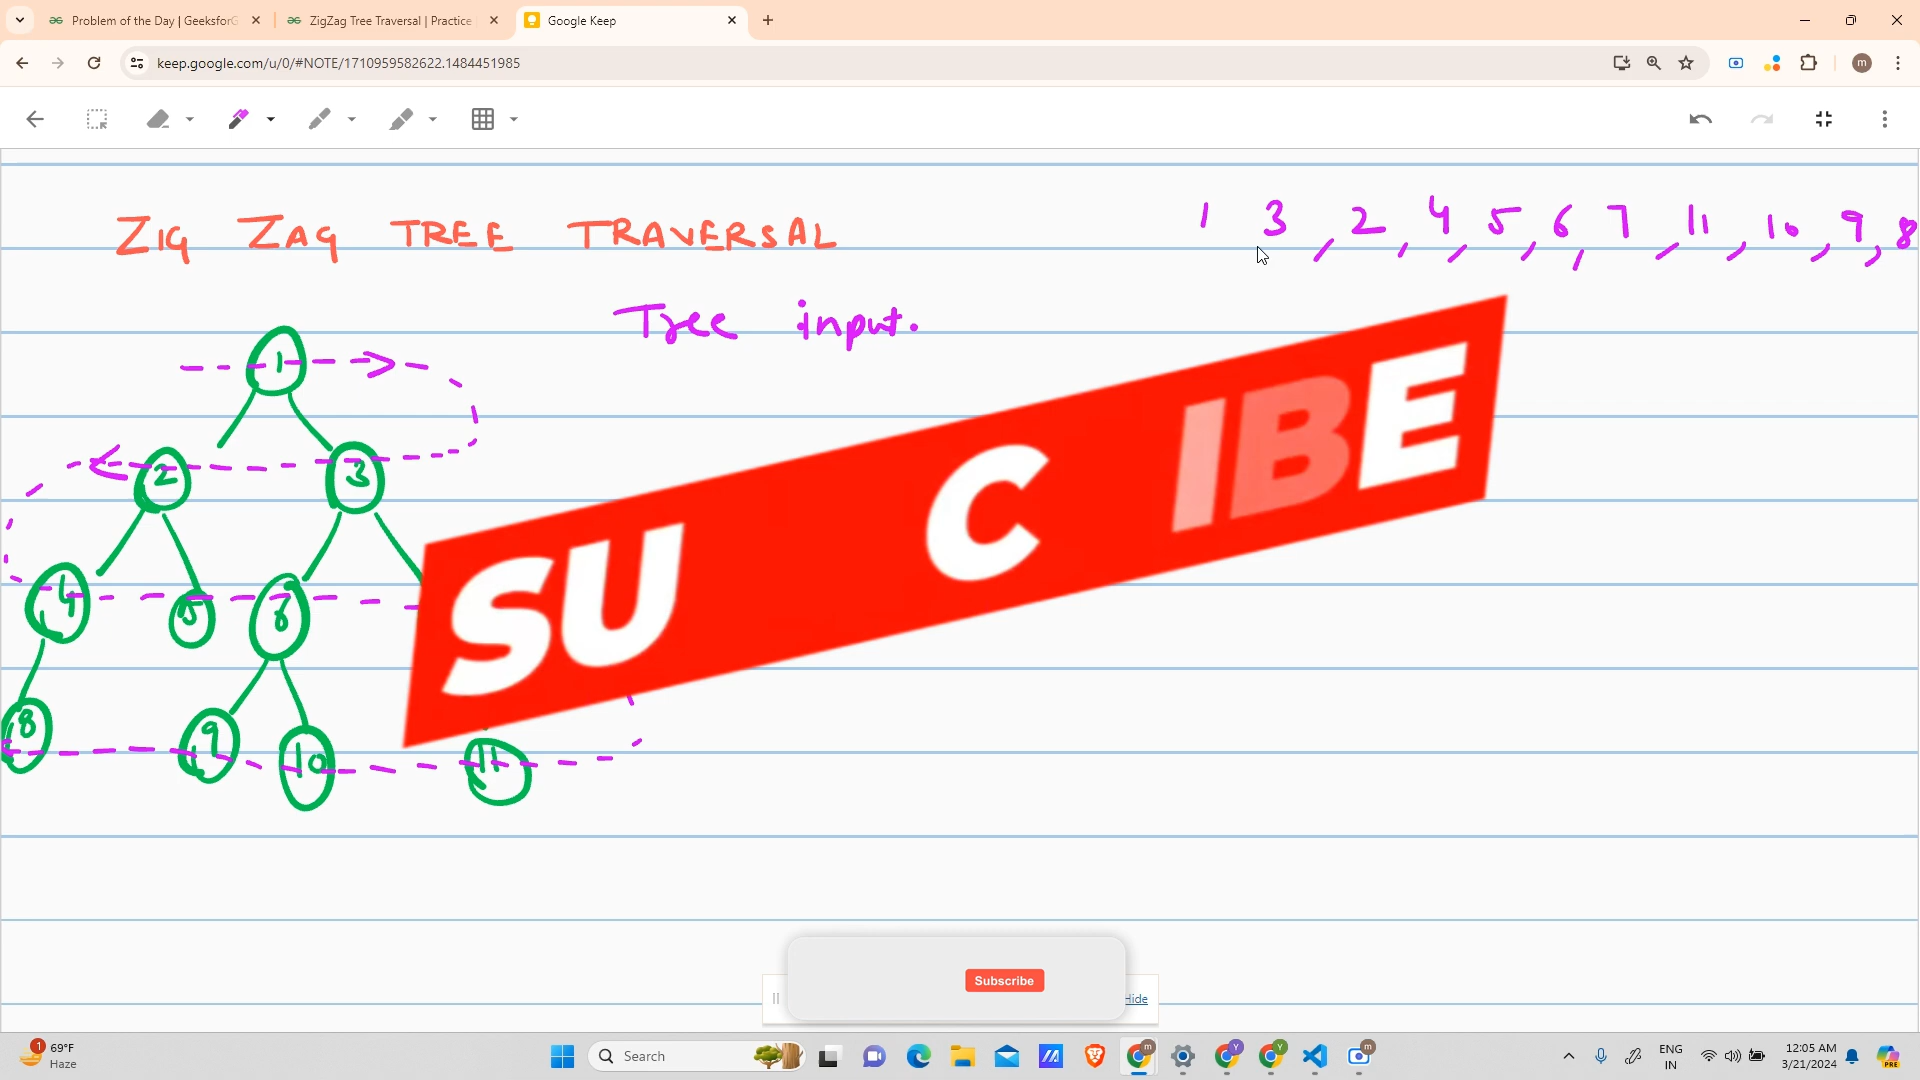 Problem of the Day | GeeksforG
ZigZag Tree Traversal | Practice
Google Keep
keep.google.com/u/0/#NOTE/1710959582622.1484451985
m
ZIG ZAG TREE TRAVERSAL
1 3 , 2 , 4 , 5 , 6 , 7 , 11 , 10 , 9 , 8
Tree input.
1
2
3
4
5
6
8
9
10
11
SU C IBE
Subscribe
Hide
1
69°F
Haze
Search
m
Y
Y
m
ENG
IN
12:05 AM
3/21/2024
PRE